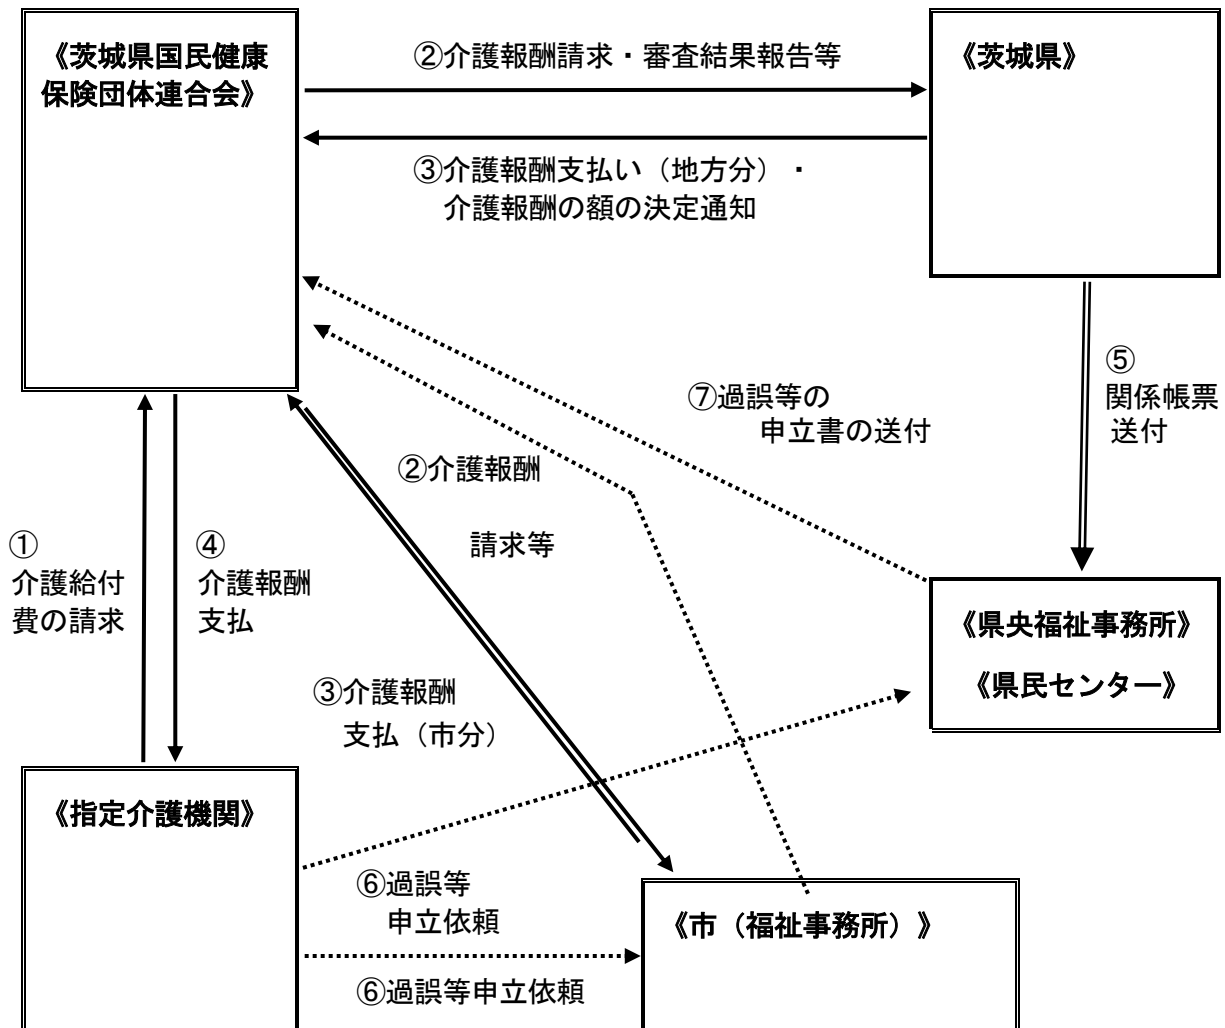 《茨城県国民健康
保険団体連合会》
②介護報酬請求・審査結果報告等
《茨城県》
③介護報酬支払い（地方分）・
介護報酬の額の決定通知
⑤
関係帳票
送付
⑦過誤等の
申立書の送付
②介護報酬
請求等
①
介護給付
費の請求
④
介護報酬
支払
《県央福祉事務所》
《県民センター》
③介護報酬
支払（市分）
《指定介護機関》
⑥過誤等
申立依頼
《市（福祉事務所）》
⑥過誤等申立依頼